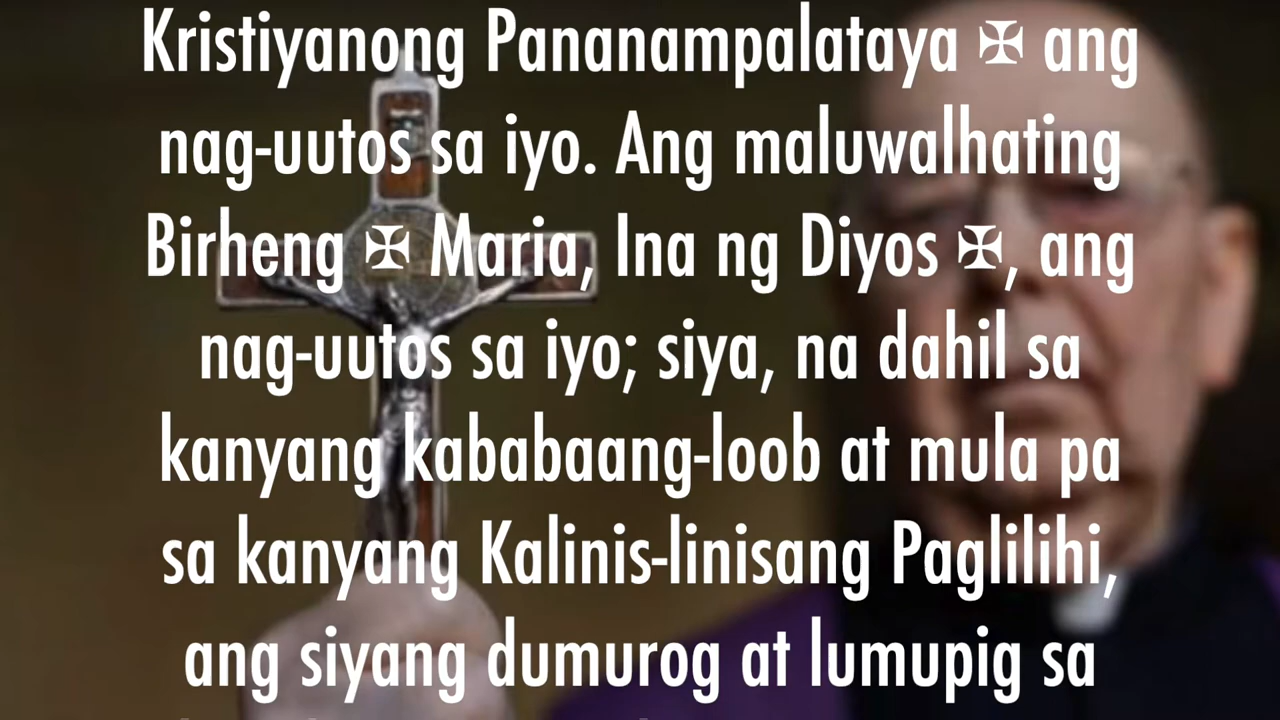 Kristiyanong Pananampalataya ✠ ang
nag-uutos sa iyo. Ang maluwalhating
Birheng ✠ Maria, Ina ng Diyos ✠, ang
nag-uutos sa iyo; siya, na dahil sa
kanyang kababaang-loob at mula pa
sa kanyang Kalinis-linisang Paglilihi,
ang siyang dumurog at lumupig sa